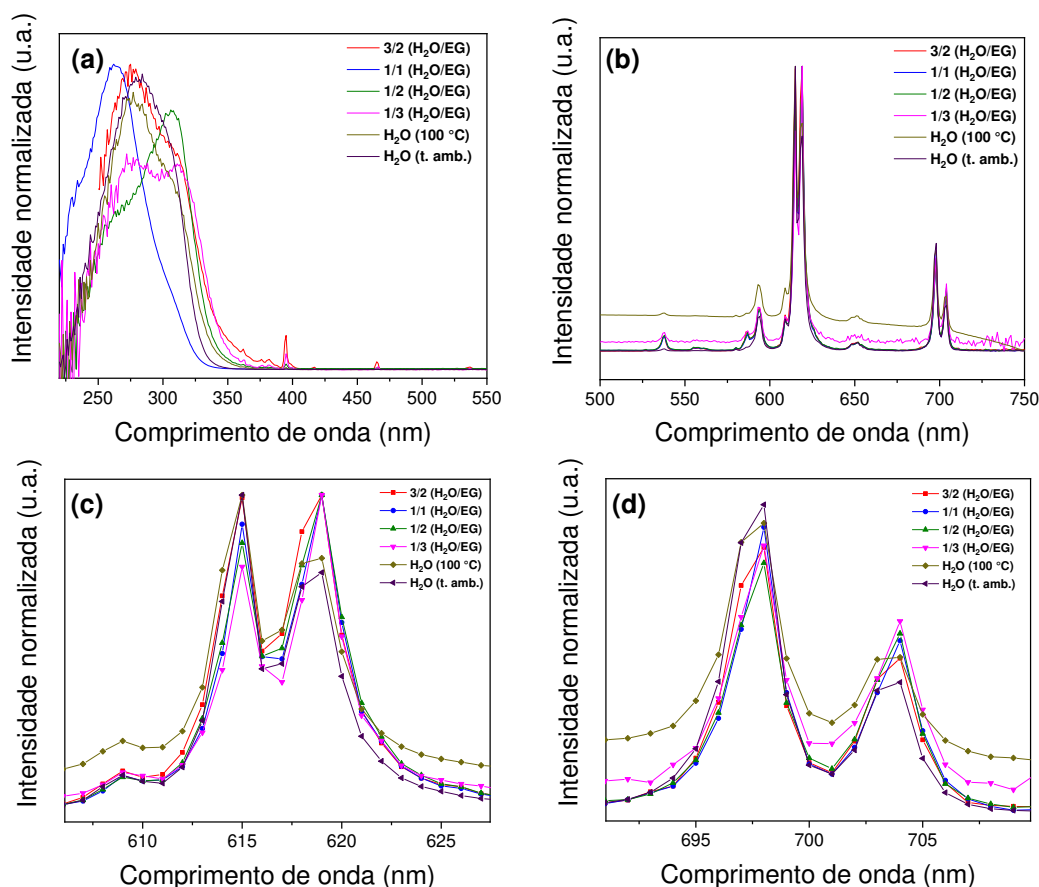 (a)
3/2 (H₂O/EG)
1/1 (H₂O/EG)
1/2 (H₂O/EG)
1/3 (H₂O/EG)
H₂O (100 °C)
H₂O (t. amb.)
Intensidade normalizada (u.a.)
250 300 350 400 450 500 550
Comprimento de onda (nm)
(b)
3/2 (H₂O/EG)
1/1 (H₂O/EG)
1/2 (H₂O/EG)
1/3 (H₂O/EG)
H₂O (100 °C)
H₂O (t. amb.)
Intensidade normalizada (u.a.)
500 550 600 650 700 750
Comprimento de onda (nm)
(c)
3/2 (H₂O/EG)
1/1 (H₂O/EG)
1/2 (H₂O/EG)
1/3 (H₂O/EG)
H₂O (100 °C)
H₂O (t. amb.)
Intensidade normalizada (u.a.)
610 615 620 625
Comprimento de onda (nm)
(d)
3/2 (H₂O/EG)
1/1 (H₂O/EG)
1/2 (H₂O/EG)
1/3 (H₂O/EG)
H₂O (100 °C)
H₂O (t. amb.)
Intensidade normalizada (u.a.)
695 700 705
Comprimento de onda (nm)